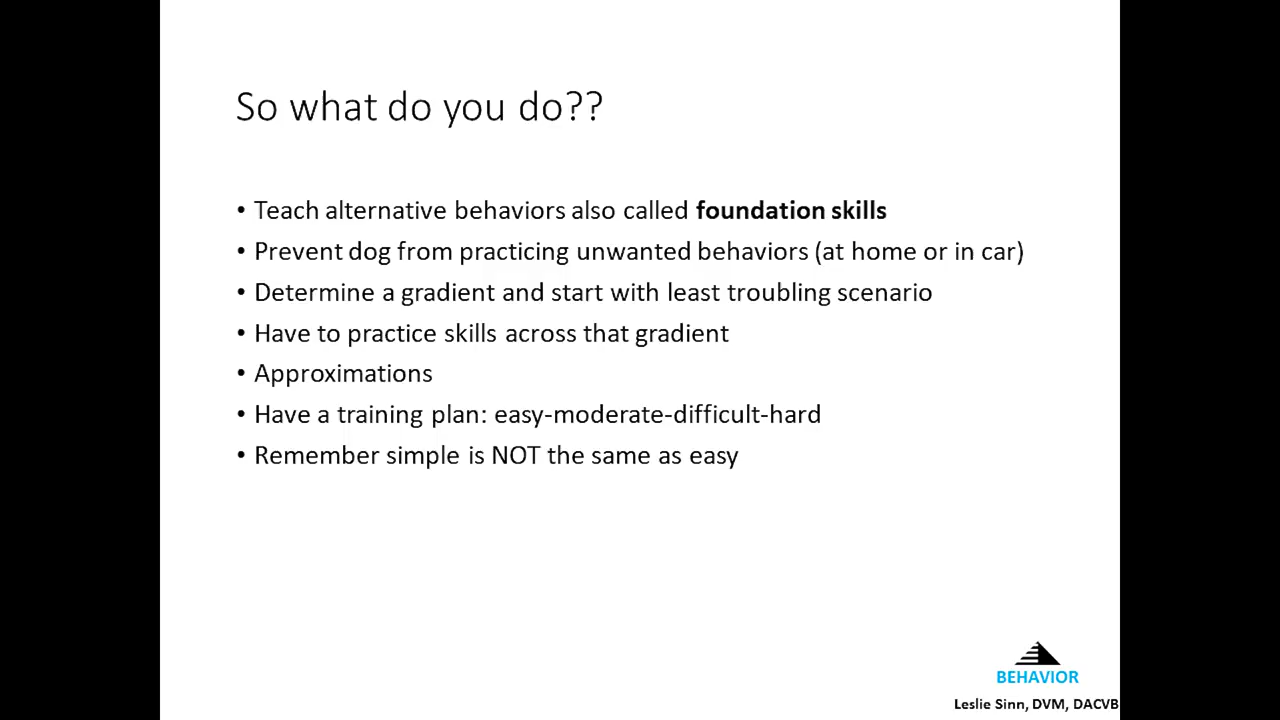 So what do you do??
• Teach alternative behaviors also called foundation skills
• Prevent dog from practicing unwanted behaviors (at home or in car)
• Determine a gradient and start with least troubling scenario
• Have to practice skills across that gradient
• Approximations
• Have a training plan: easy-moderate-difficult-hard
• Remember simple is NOT the same as easy
BEHAVIOR
Leslie Sinn, DVM, DACVB